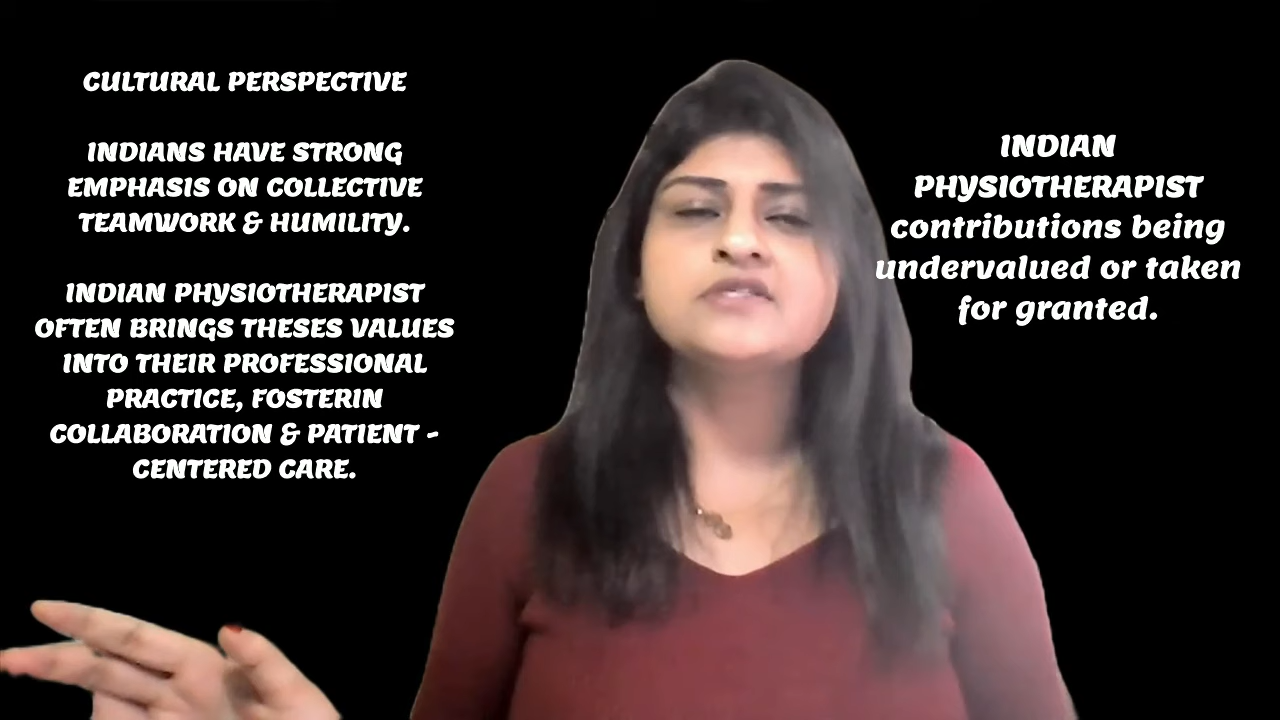 CULTURAL PERSPECTIVE
INDIANS HAVE STRONG
EMPHASIS ON COLLECTIVE
TEAMWORK & HUMILITY.
INDIAN PHYSIOTHERAPIST
OFTEN BRINGS THESES VALUES
INTO THEIR PROFESSIONAL
PRACTICE, FOSTERIN
COLLABORATION & PATIENT -
CENTERED CARE.
INDIAN
PHYSIOTHERAPIST
contributions being
undervalued or taken
for granted.